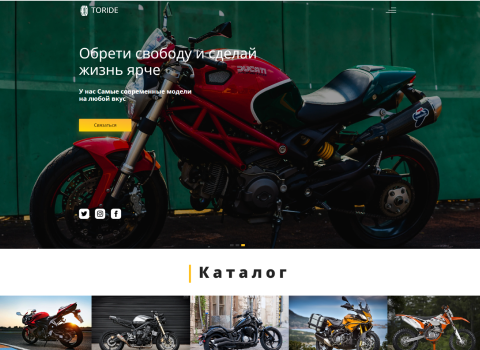 TORIDE
Обрети свободу и сделай
жизнь ярче
У нас Самые современные модели
на любой вкус
Связаться
DUCATI
Каталог